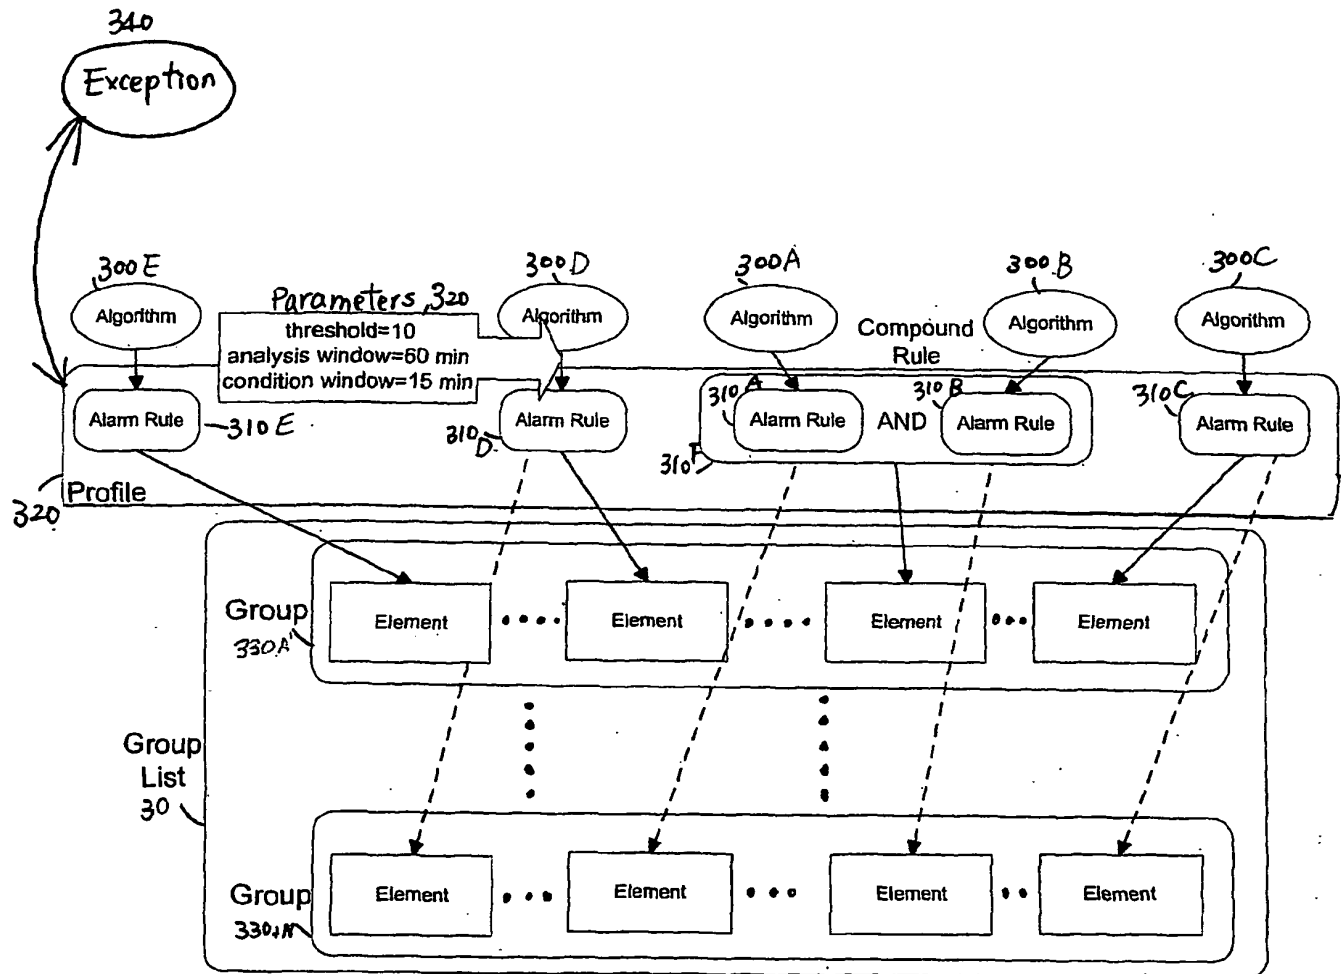 340
Exception
300E
300D
300A
300B
300C
Parameters, 320
Algorithm
threshold=10
analysis window=60 min
condition window=15 min
Algorithm
Algorithm
Compound
Rule
Algorithm
Algorithm
Alarm Rule
310E
310D
Alarm Rule
310A
Alarm Rule
AND
310B
Alarm Rule
310F
310C
Alarm Rule
Profile
320
Group
330A
Element
Element
Element
Element
Group
List
30
Group
Element
Element
Element
Element